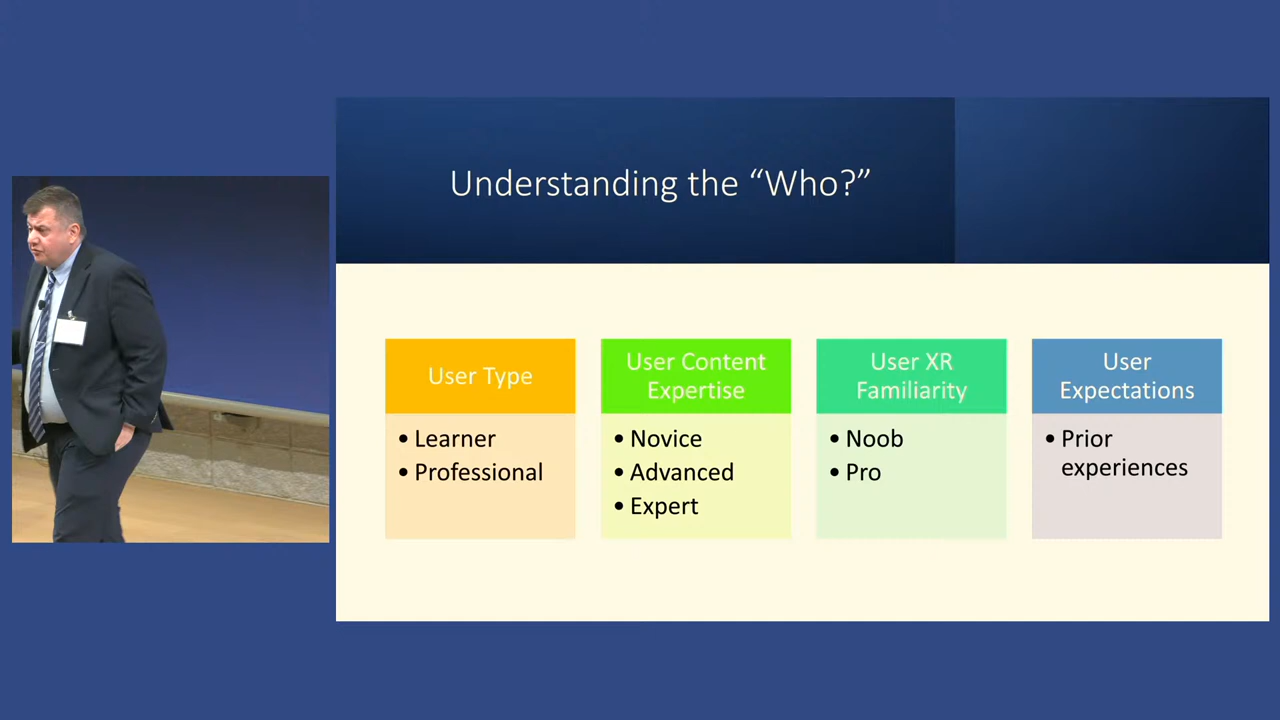 Understanding the “Who?”
User Type
• Learner
• Professional
User Content
Expertise
• Novice
• Advanced
• Expert
User XR
Familiarity
• Noob
• Pro
User
Expectations
• Prior
experiences